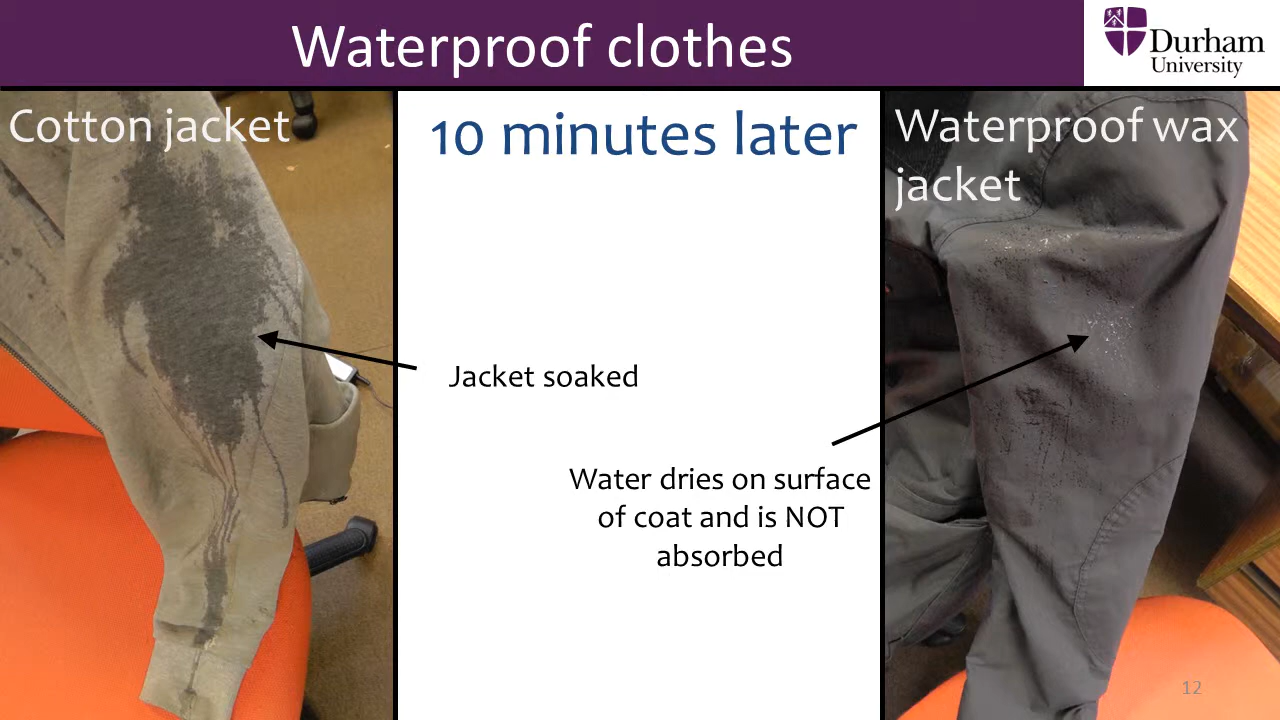 Waterproof clothes
Durham
University
Cotton jacket
10 minutes later
Waterproof wax
jacket
Jacket soaked
Water dries on surface
of coat and is NOT
absorbed
12